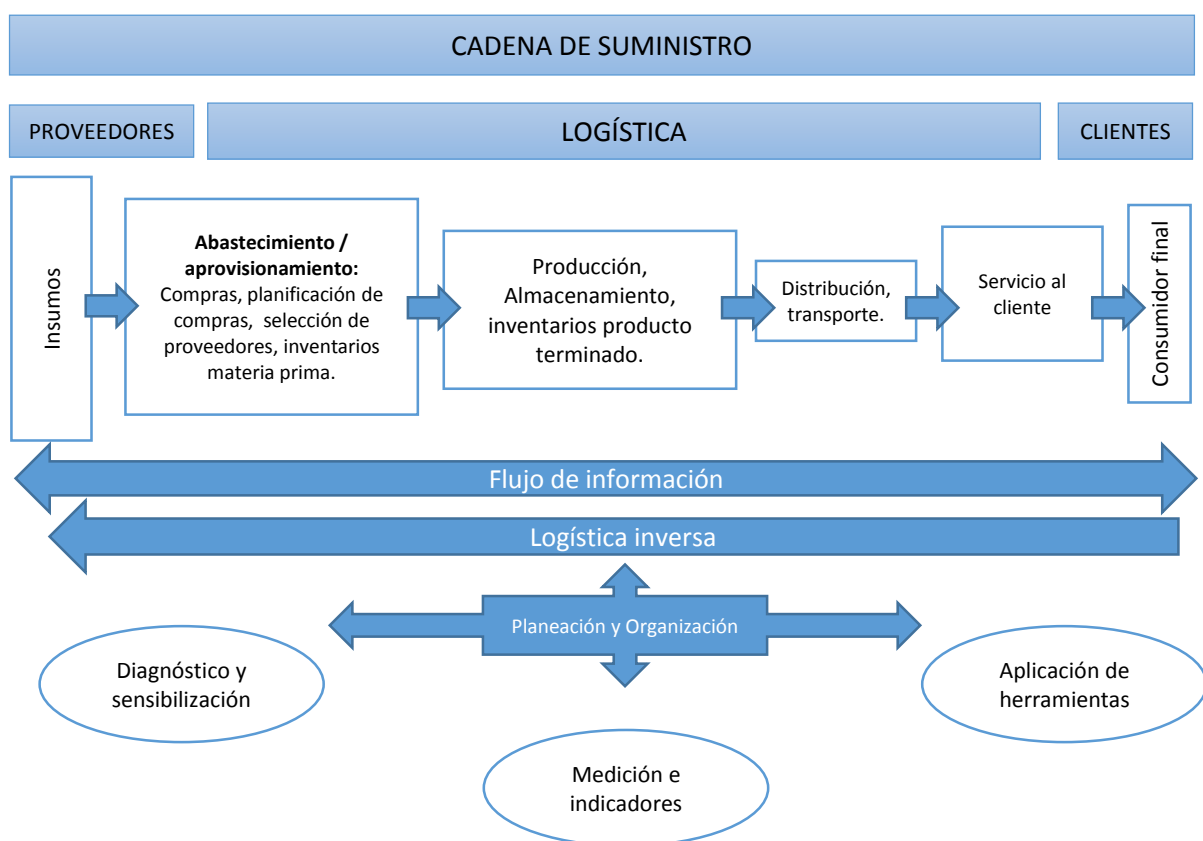 CADENA DE SUMINISTRO
PROVEEDORES
LOGÍSTICA
CLIENTES
Insumos
Abastecimiento /
aprovisionamiento:
Compras, planificación de
compras, selección de
proveedores, inventarios
materia prima.
Producción,
Almacenamiento,
inventarios producto
terminado.
Distribución,
transporte.
Servicio al
cliente
Consumidor final
Flujo de información
Logística inversa
Planeación y Organización
Diagnóstico y
sensibilización
Aplicación de
herramientas
Medición e
indicadores